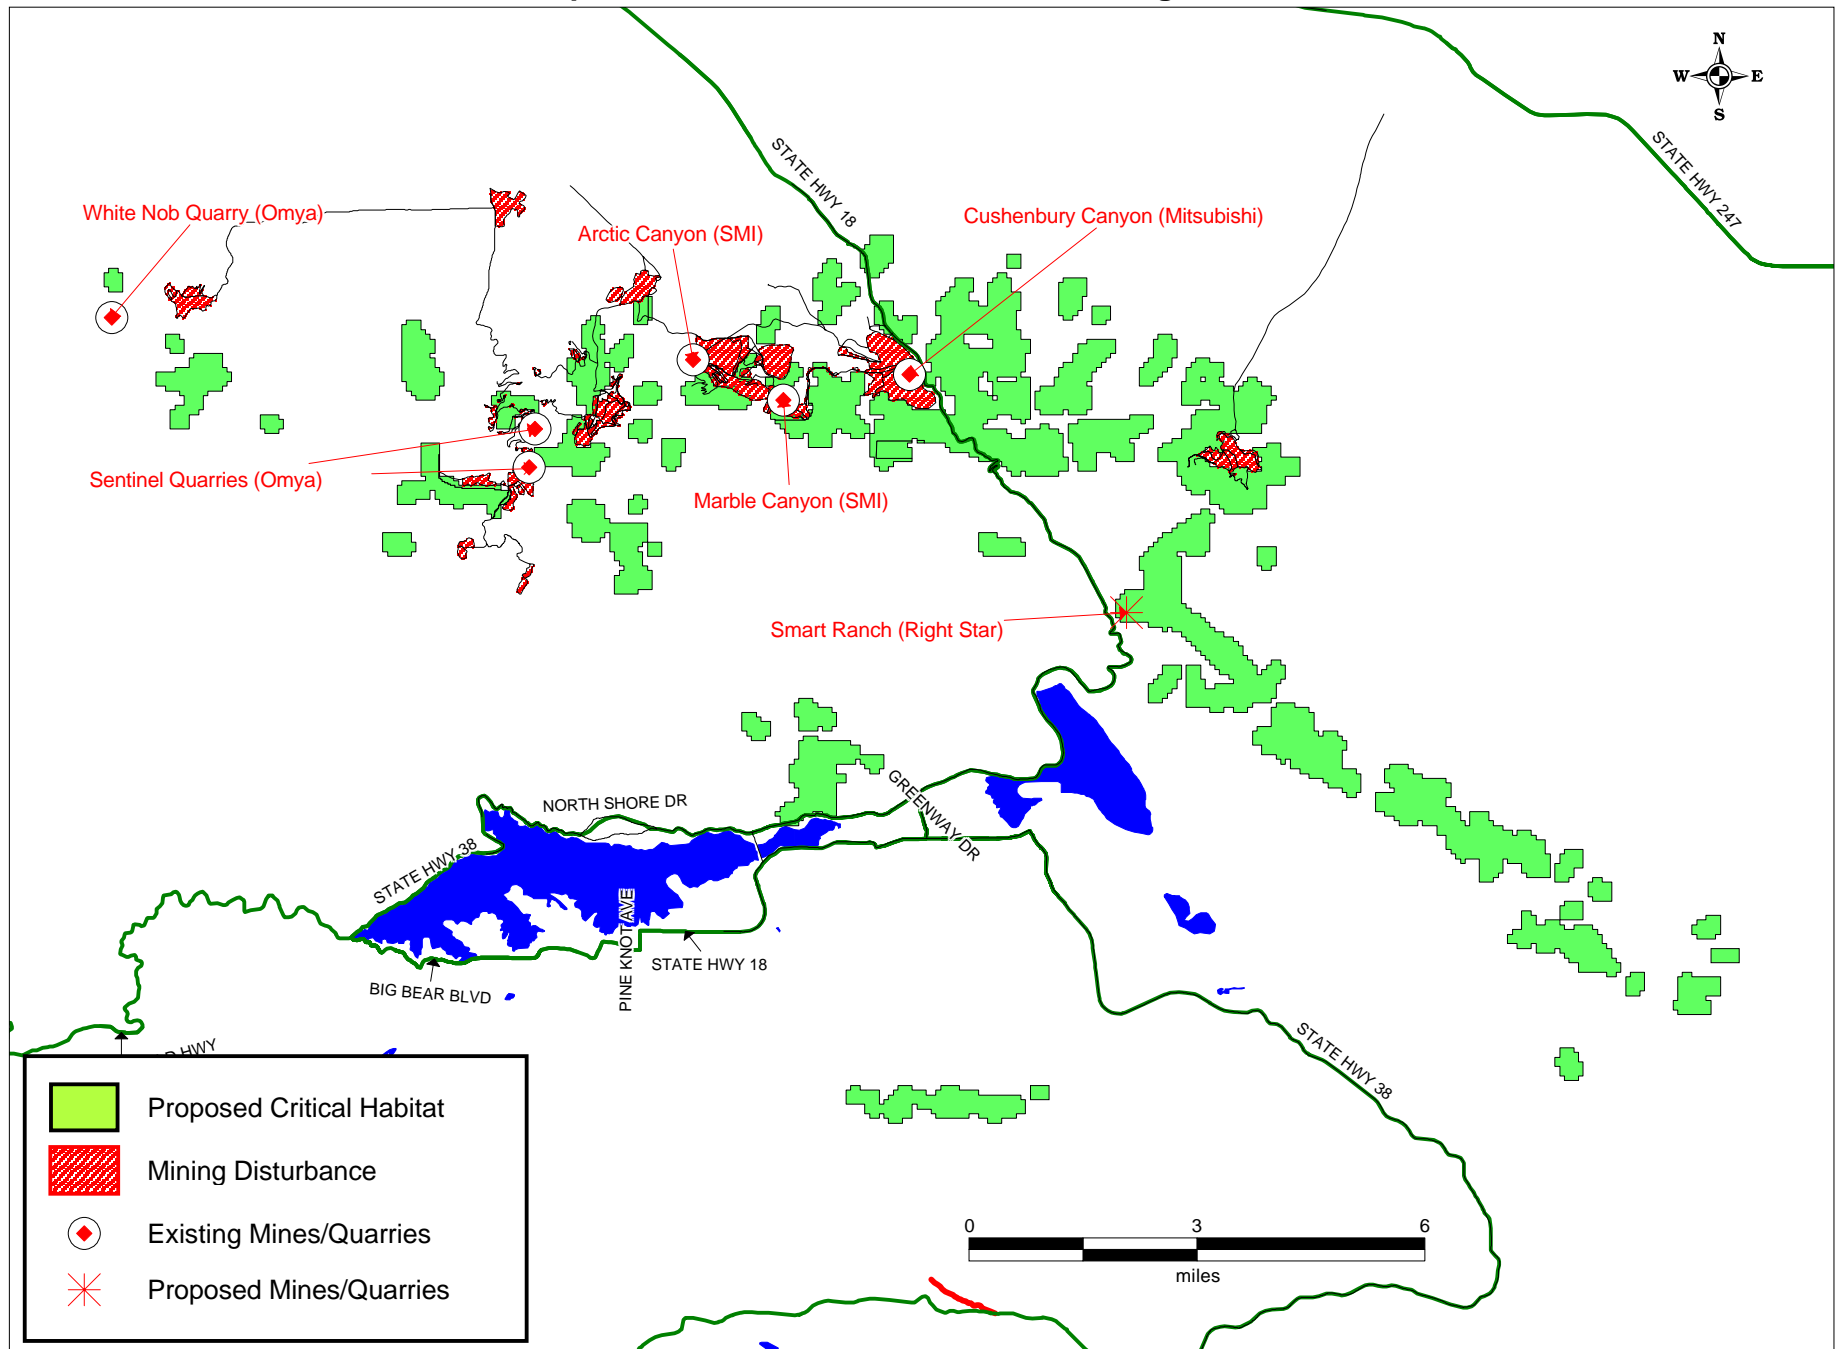 N
W E
S
STATE HWY 18
STATE HWY 247
White Nob Quarry (Omya)
Arctic Canyon (SMI)
Cushenbury Canyon (Mitsubishi)
Sentinel Quarries (Omya)
Marble Canyon (SMI)
Smart Ranch (Right Star)
NORTH SHORE DR
GREENWAY DR
STATE HWY 38
PINE KNOT AVE
STATE HWY 18
BIG BEAR BLVD
HWY
STATE HWY 38
Proposed Critical Habitat
Mining Disturbance
Existing Mines/Quarries
Proposed Mines/Quarries
0 3 6
miles